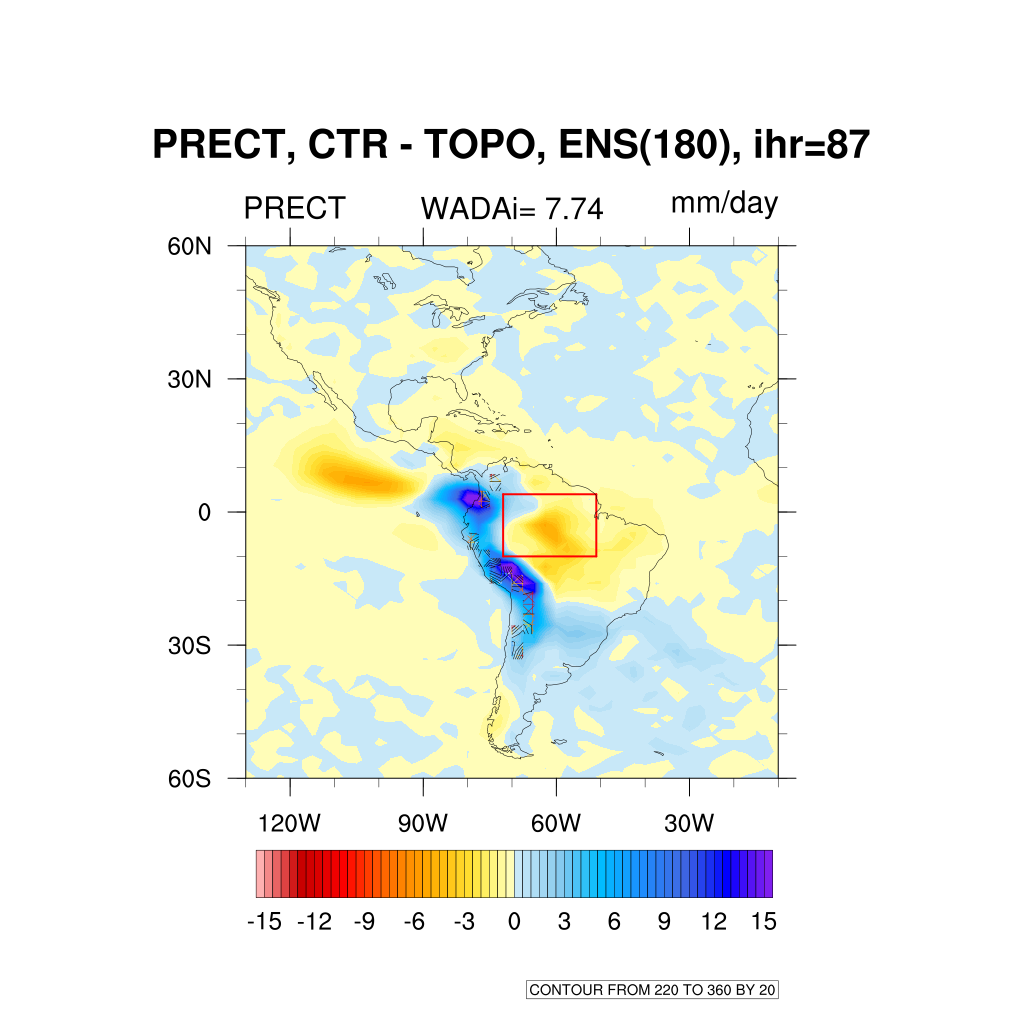 PRECT, CTR - TOPO, ENS(180), ihr=87
PRECT WADAi= 7.74 mm/day
60N
30N
0
30S
60S
120W 90W 60W 30W
-15 -12 -9 -6 -3 0 3 6 9 12 15
CONTOUR FROM 220 TO 360 BY 20